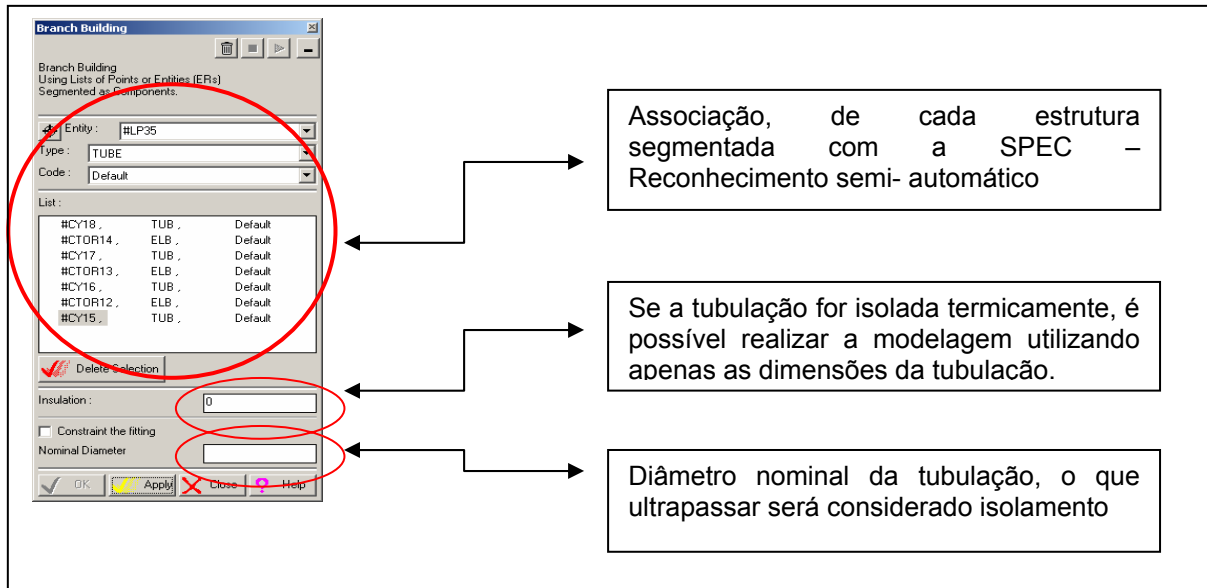 Branch Building
Branch Building
Using Lists of Points or Entities (ERs)
Segmented as Components.
Entity : #LP35
Type : TUBE
Code : Default
List :
#CY18 , TUB , Default
#CTOR14 , ELB , Default
#CY17 , TUB , Default
#CTOR13 , ELB , Default
#CY16 , TUB , Default
#CTOR12 , ELB , Default
#CY15 , TUB , Default
Delete Selection
Insulation : 0
Constraint the fitting
Nominal Diameter
OK Apply Close ? Help
Associação, de cada estrutura
segmentada com a SPEC –
Reconhecimento semi- automático
Se a tubulação for isolada termicamente, é
possível realizar a modelagem utilizando
apenas as dimensões da tubulação.
Diâmetro nominal da tubulação, o que
ultrapassar será considerado isolamento